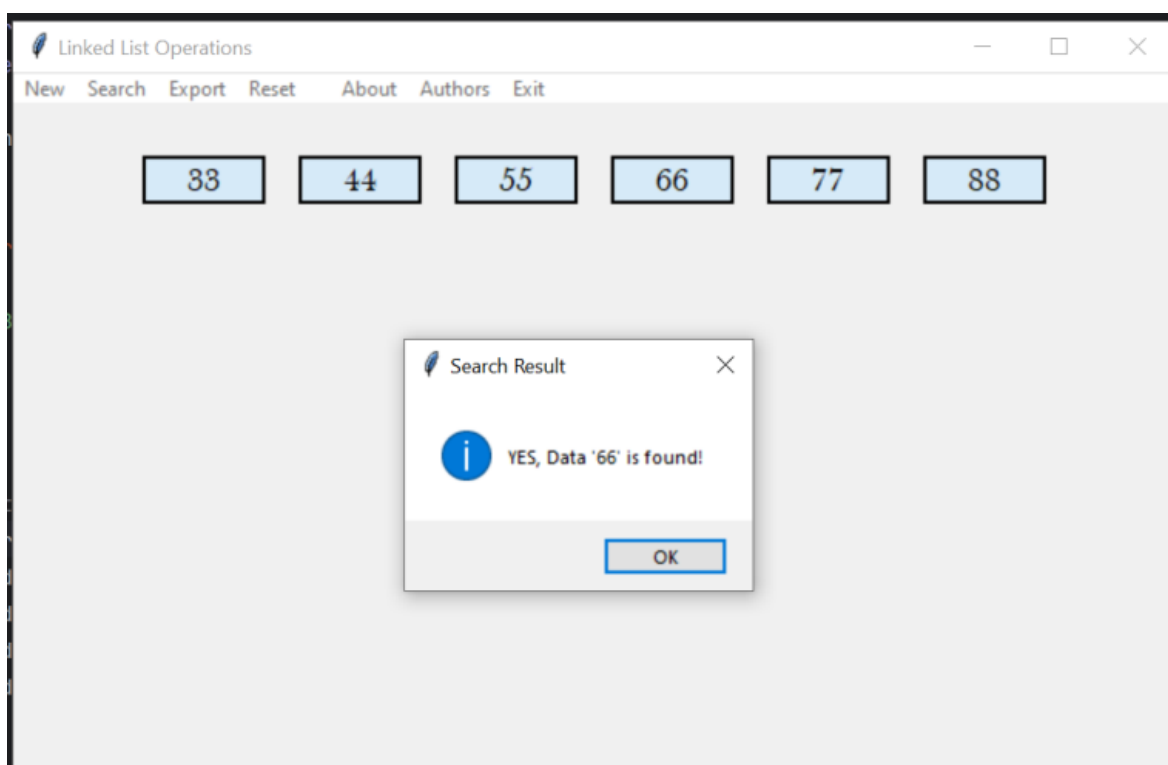 Linked List Operations
New Search Export Reset About Authors Exit
33 44 55 66 77 88
Search Result
YES, Data '66' is found!
OK